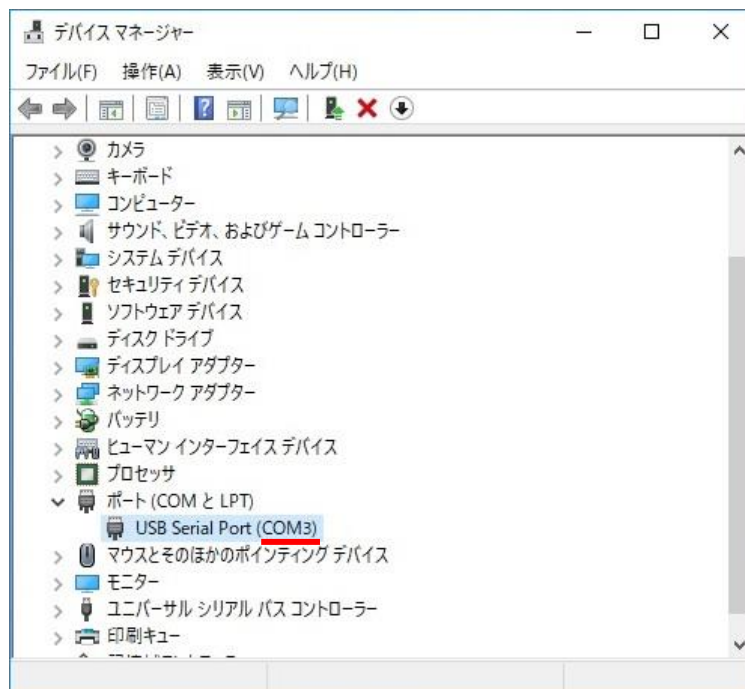 デバイス マネージャー
ファイル(F) 操作(A) 表示(V) ヘルプ(H)
カメラ
キーボード
コンピューター
サウンド、ビデオ、およびゲーム コントローラー
システム デバイス
セキュリティ デバイス
ソフトウェア デバイス
ディスク ドライブ
ディスプレイ アダプター
ネットワーク アダプター
バッテリ
ヒューマン インターフェイス デバイス
プロセッサ
ポート (COM と LPT)
USB Serial Port (COM3)
マウスとそのほかのポインティング デバイス
モニター
ユニバーサル シリアル バス コントローラー
印刷キュー